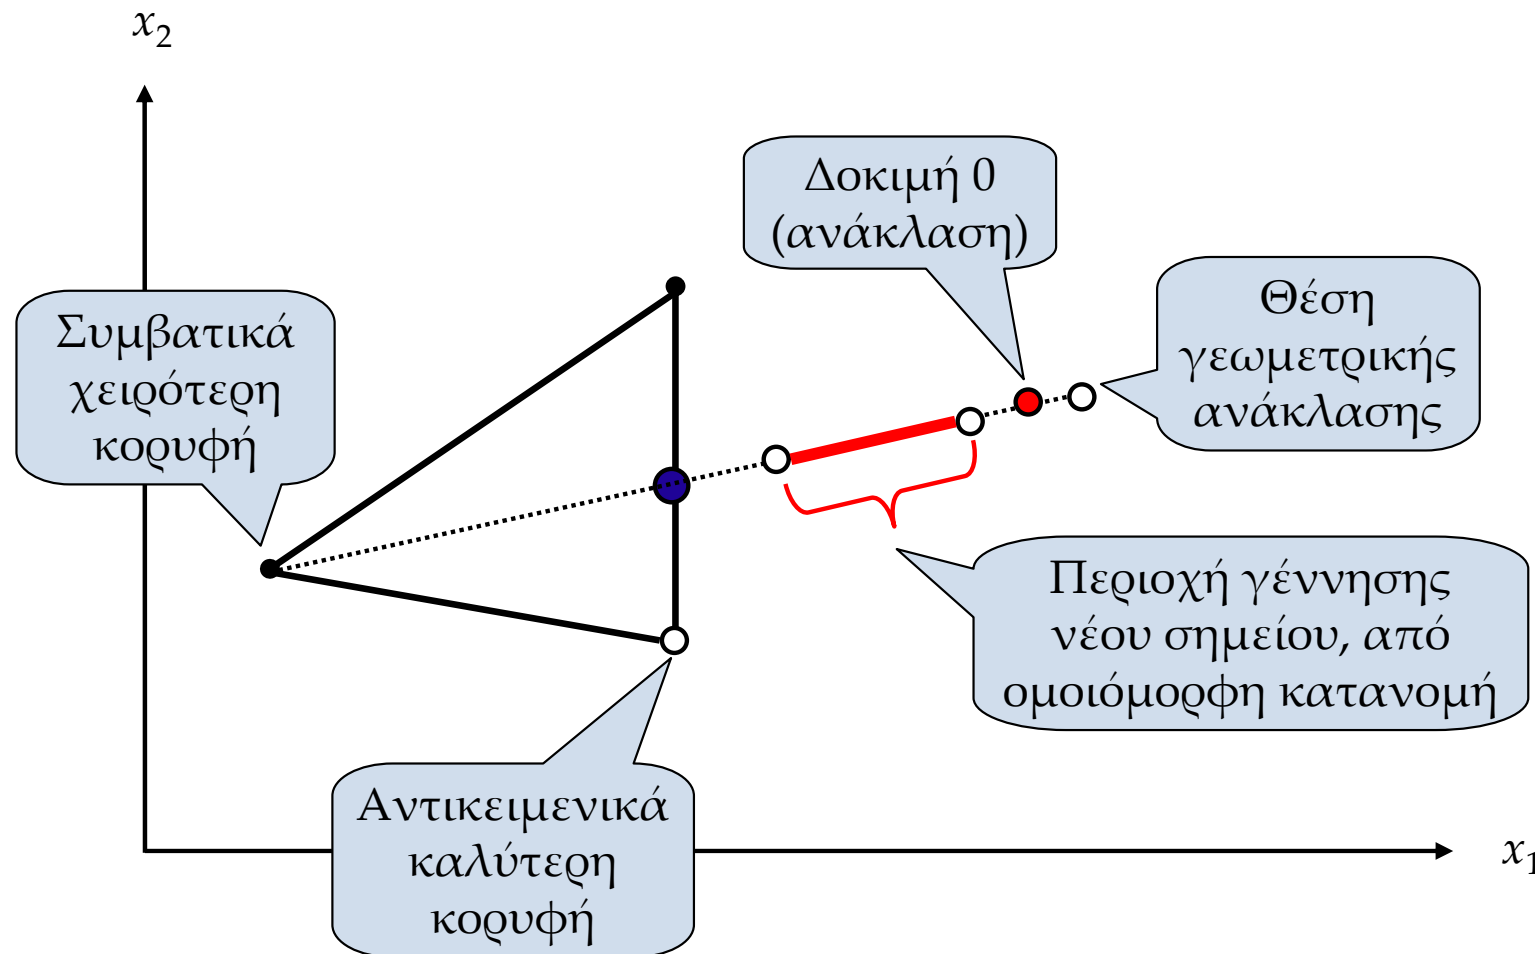 x₂
Δοκιμή 0
(ανάκλαση)
Θέση
γεωμετρικής
ανάκλασης
Συμβατικά
χειρότερη
κορυφή
Περιοχή γέννησης
νέου σημείου, από
ομοιόμορφη κατανομή
Αντικειμενικά
καλύτερη
κορυφή
x₁